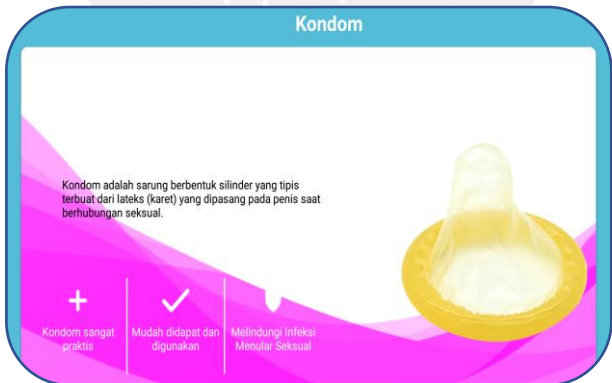 Kondom
Kondom adalah sarung berbentuk silinder yang tipis
terbuat dari lateks (karet) yang dipasang pada penis saat
berhubungan seksual.
Kondom sangat
praktis
Mudah didapat dan
digunakan
Melindungi Infeksi
Menular Seksual